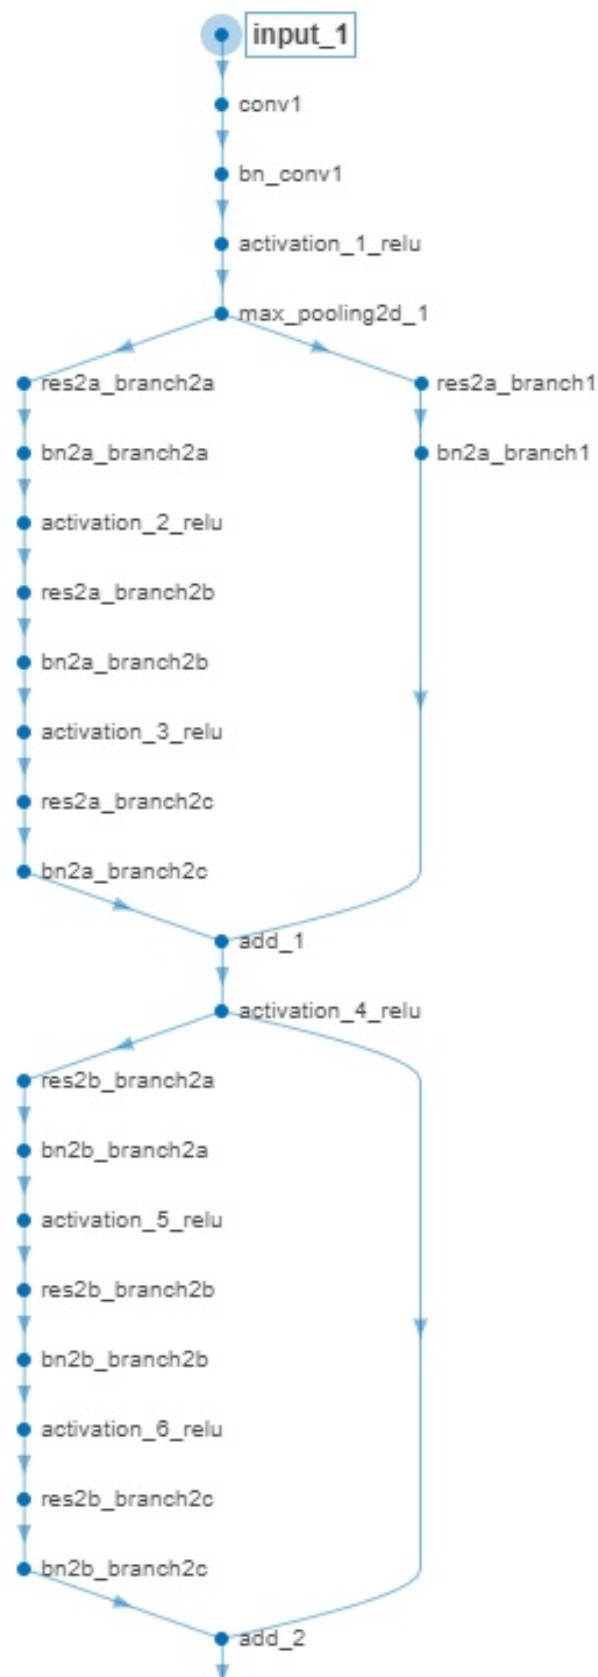 input_1
conv1
bn_conv1
activation_1_relu
max_pooling2d_1
res2a_branch2a
res2a_branch1
bn2a_branch2a
bn2a_branch1
activation_2_relu
res2a_branch2b
bn2a_branch2b
activation_3_relu
res2a_branch2c
bn2a_branch2c
add_1
activation_4_relu
res2b_branch2a
bn2b_branch2a
activation_5_relu
res2b_branch2b
bn2b_branch2b
activation_6_relu
res2b_branch2c
bn2b_branch2c
add_2